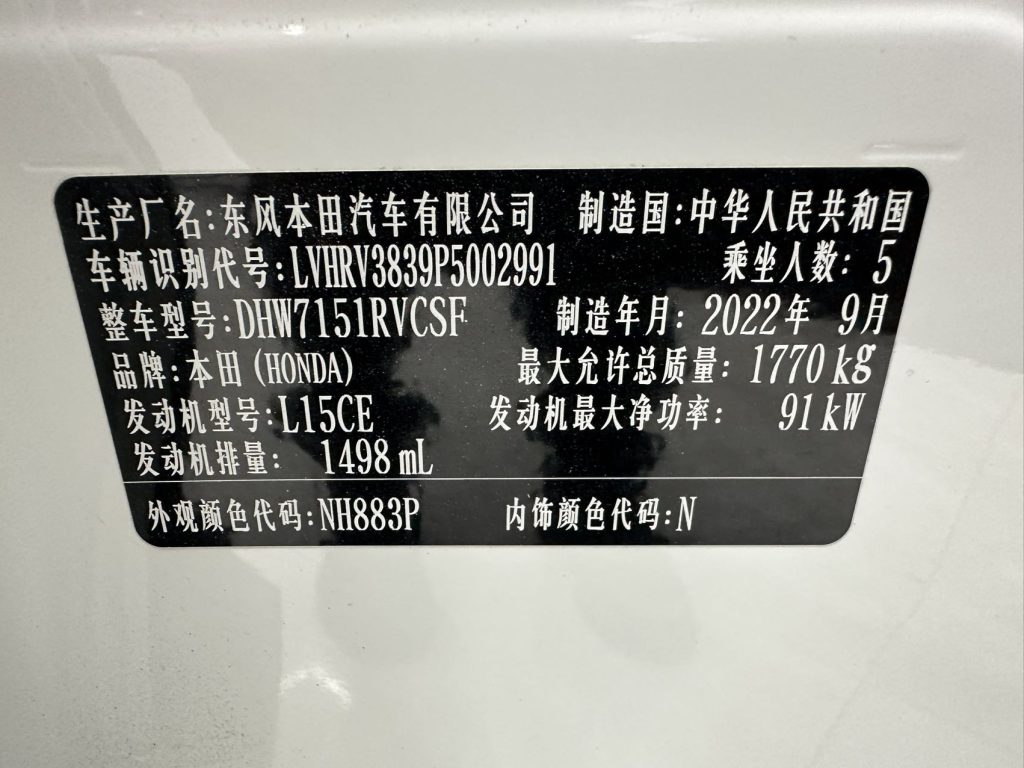 生产厂名:东风本田汽车有限公司 制造国:中华人民共和国
车辆识别代号:LVHRV3839P5002991 乘坐人数:5
整车型号:DHW7151RVCSF 制造年月:2022年 9月
品牌:本田(HONDA) 最大允许总质量:1770kg
发动机型号:L15CE 发动机最大净功率: 91kW
发动机排量: 1498mL
外观颜色代码:NH883P 内饰颜色代码:N